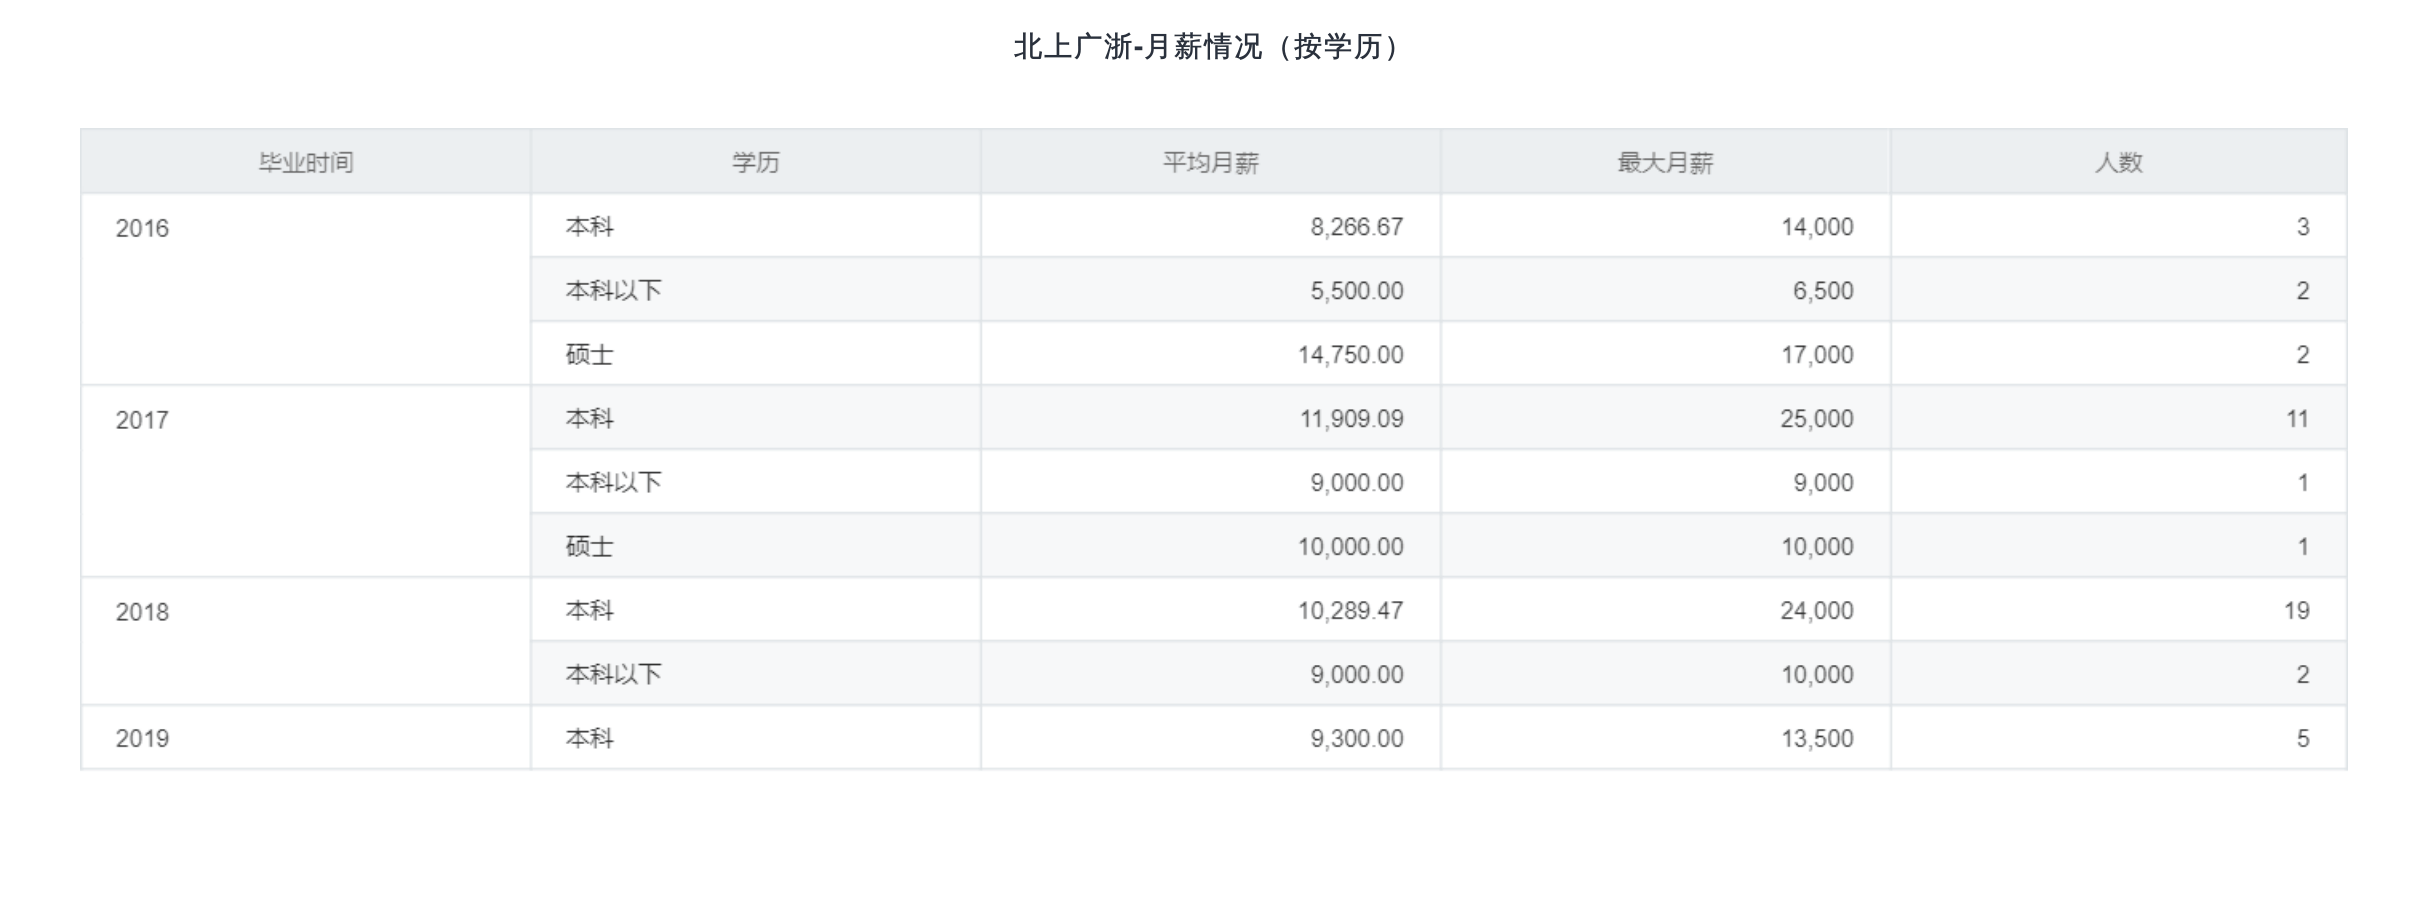 北上广浙-月薪情况（按学历）
毕业时间 学历 平均月薪 最大月薪 人数
2016 本科 8,266.67 14,000 3
本科以下 5,500.00 6,500 2
硕士 14,750.00 17,000 2
2017 本科 11,909.09 25,000 11
本科以下 9,000.00 9,000 1
硕士 10,000.00 10,000 1
2018 本科 10,289.47 24,000 19
本科以下 9,000.00 10,000 2
2019 本科 9,300.00 13,500 5